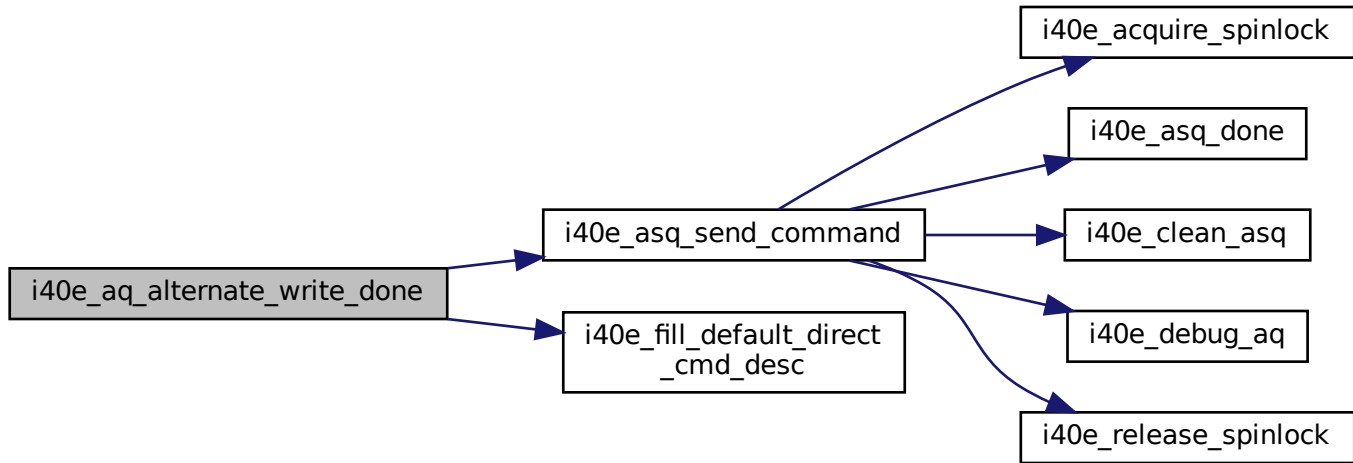 i40e_acquire_spinlock
i40e_asq_done
i40e_asq_send_command
i40e_clean_asq
i40e_aq_alternate_write_done
i40e_fill_default_direct
_cmd_desc
i40e_debug_aq
i40e_release_spinlock